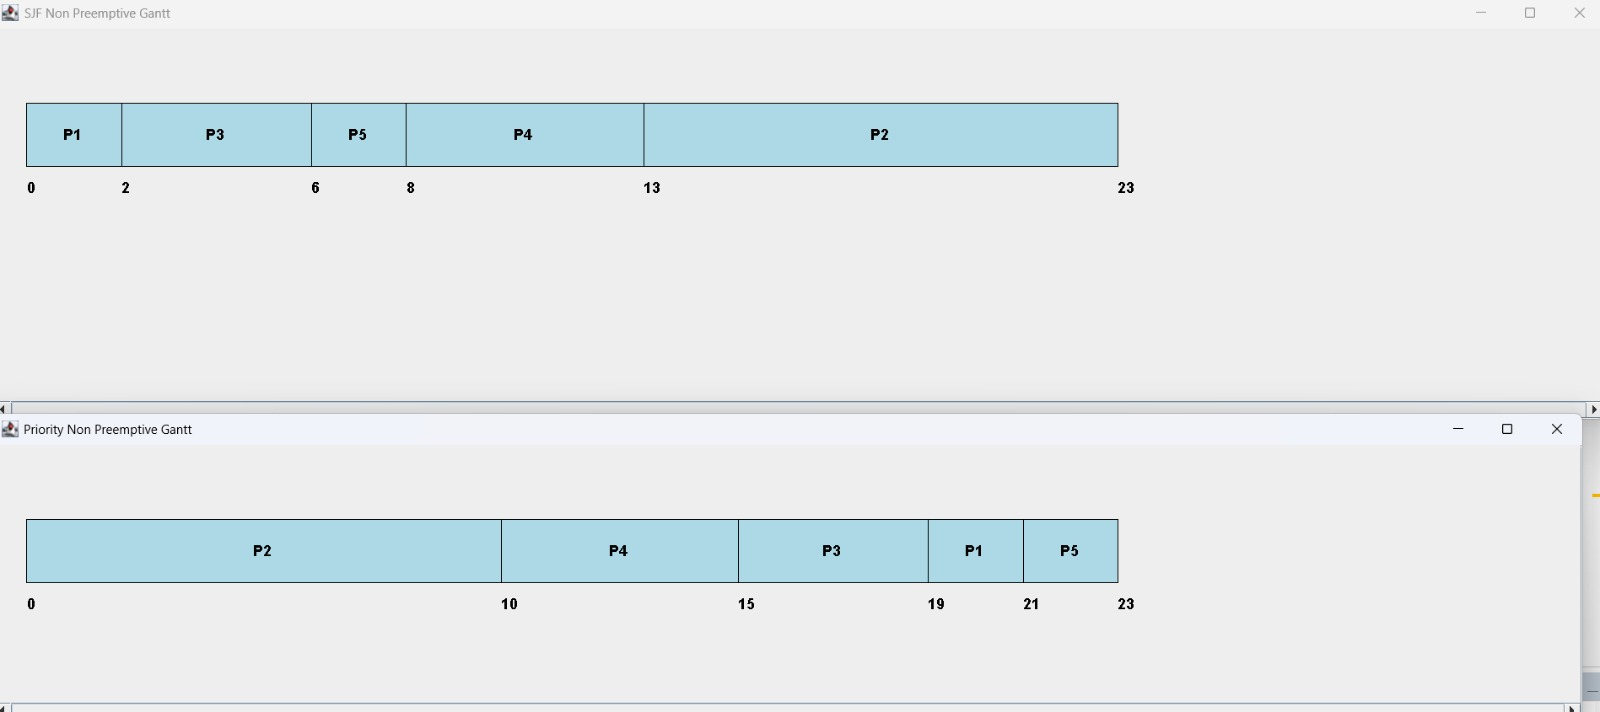 SJF Non Preemptive Gantt
P1 P3 P5 P4 P2
0 2 6 8 13 23
Priority Non Preemptive Gantt
P2 P4 P3 P1 P5
0 10 15 19 21 23